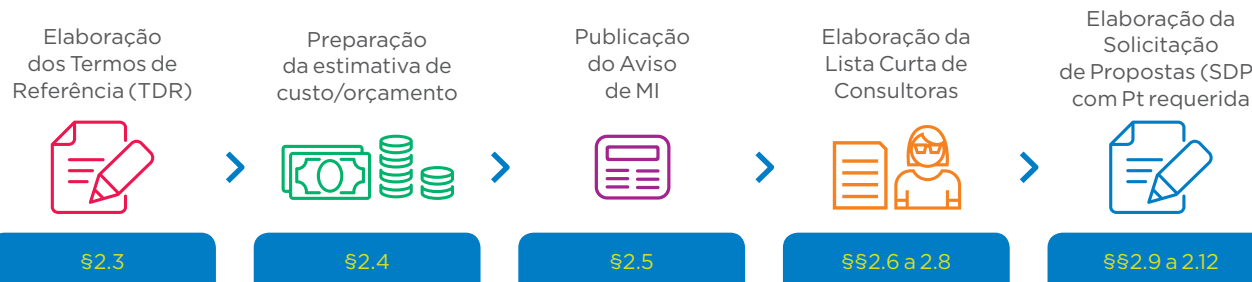 Elaboração
dos Termos de
Referência (TDR)
Preparação
da estimativa de
custo/orçamento
Publicação
do Aviso
de MI
Elaboração da
Lista Curta de
Consultoras
Elaboração da
Solicitação
de Propostas (SDP
com Pt requerida
§2.3
§2.4
§2.5
§§2.6 a 2.8
§§2.9 a 2.12